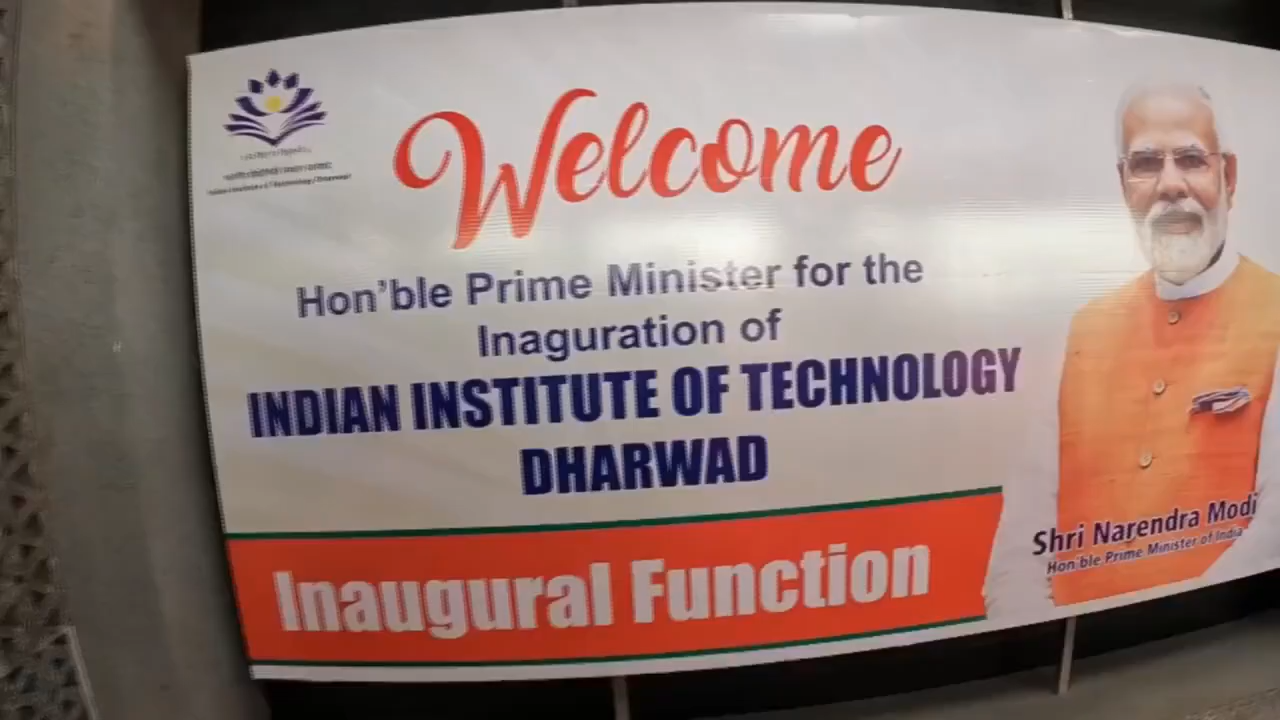 Welcome
Hon'ble Prime Minister for the
Inaguration of
INDIAN INSTITUTE OF TECHNOLOGY
DHARWAD
Inaugural Function
Shri Narendra Modi
Hon'ble Prime Minister of India